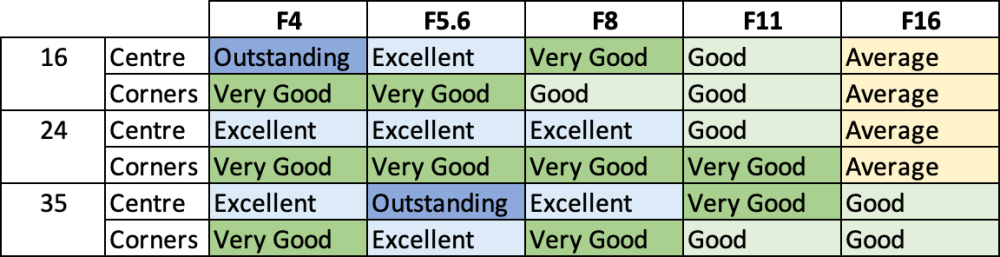 F4 F5.6 F8 F11 F16
16 Centre Outstanding Excellent Very Good Good Average
Corners Very Good Very Good Good Good Average
24 Centre Excellent Excellent Excellent Good Average
Corners Very Good Very Good Very Good Very Good Average
35 Centre Excellent Outstanding Excellent Very Good Good
Corners Very Good Excellent Very Good Good Good